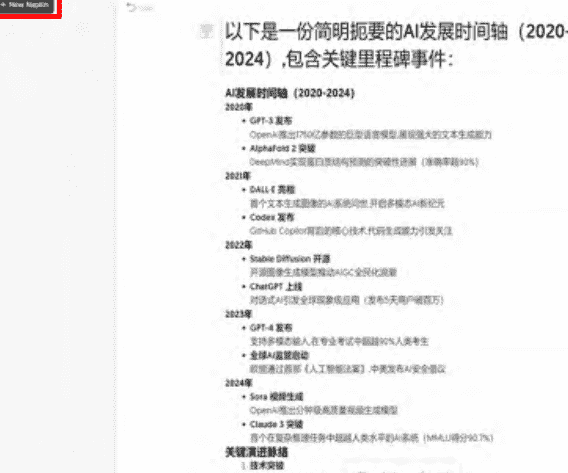 + New Napkin
以下是一份简明扼要的AI发展时间轴（2020-
2024）,包含关键里程碑事件：
AI发展时间轴（2020-2024）
2020年
• GPT-3 发布
OpenAI推出1750亿参数的巨型语言模型,展现强大的文本生成能力
• AlphaFold 2 突破
DeepMind实现蛋白质结构预测的突破性进展（准确率超90%）
2021年
• DALL·E 亮相
首个文本生成图像的AI系统问世,开启多模态AI新纪元
• Codex 发布
GitHub Copilot背后的核心技术,代码生成能力引发关注
2022年
• Stable Diffusion 开源
开源图像生成模型推动AIGC全民化浪潮
• ChatGPT 上线
对话式AI引发全球现象级应用（发布5天用户破百万）
2023年
• GPT-4 发布
支持多模态输入,在专业考试中超越90%人类考生
• 全球AI监管启动
欧盟通过首部《人工智能法案》,中美发布AI安全倡议
2024年
• Sora 视频生成
OpenAI推出分钟级高质量视频生成模型
• Claude 3 突破
首个在复杂推理任务中超越人类水平的AI系统（MMLU得分90.7%）
关键演进脉络
1. 技术突破